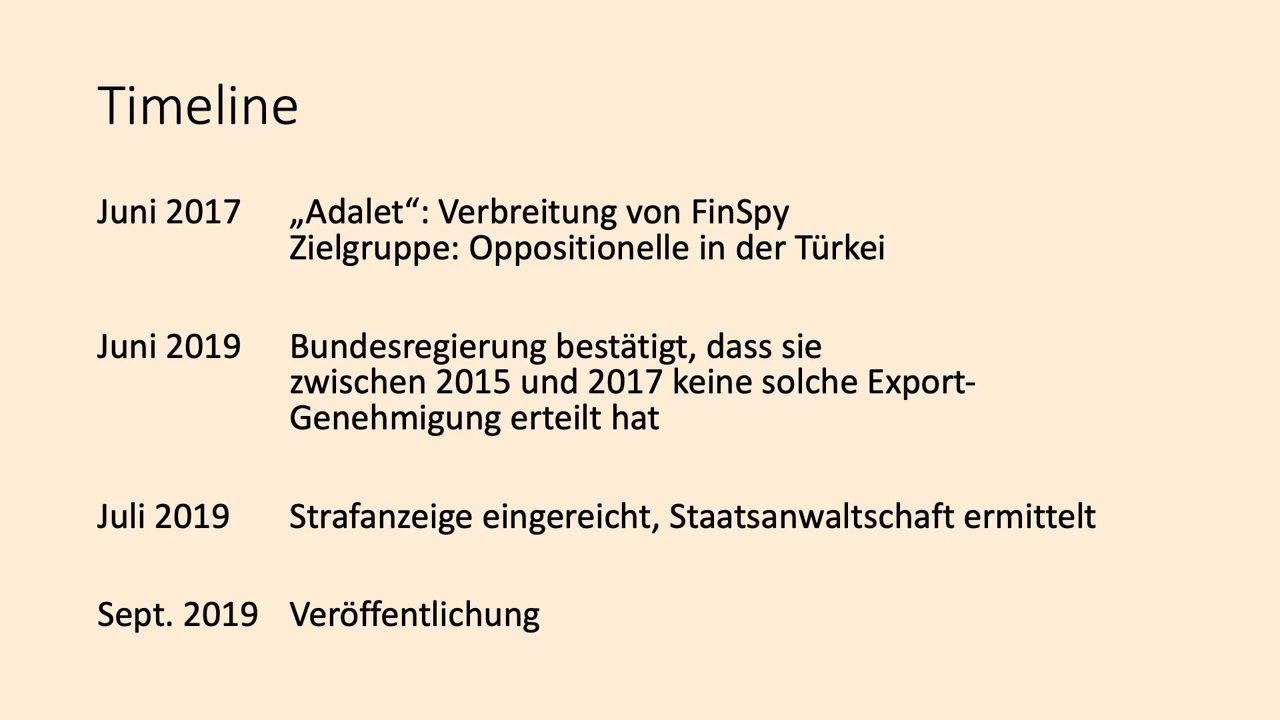 Timeline
Juni 2017 „Adalet“: Verbreitung von FinSpy
Zielgruppe: Oppositionelle in der Türkei
Juni 2019 Bundesregierung bestätigt, dass sie
zwischen 2015 und 2017 keine solche Export-
Genehmigung erteilt hat
Juli 2019 Strafanzeige eingereicht, Staatsanwaltschaft ermittelt
Sept. 2019 Veröffentlichung